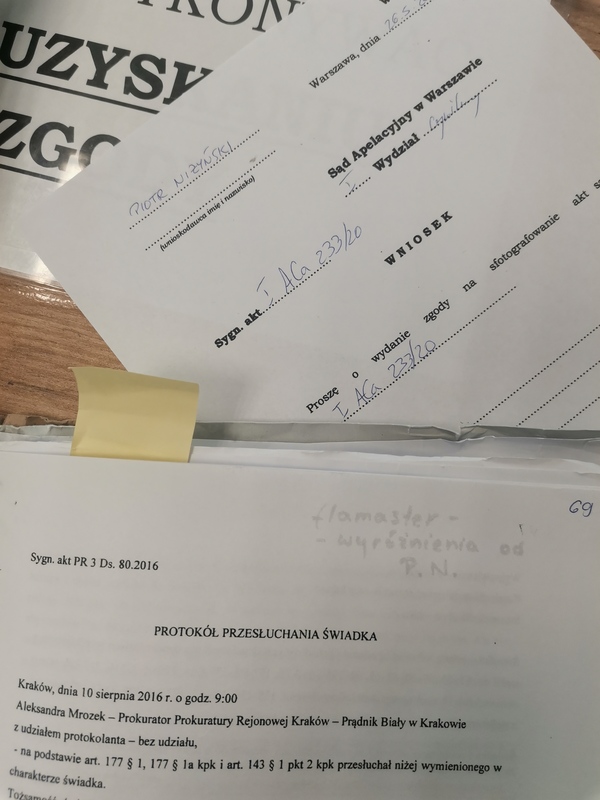 UZYSK
ZGO
Warszawa, dnia 26.5.2
PIOTR NIZYŃSKI
(wnioskodawca imię i nazwisko)
Sąd Apelacyjny w Warszawie
I Wydział Cywilny
Sygn. akt I ACa 233/20
WNIOSEK
Proszę o wydanie zgody na sfotografowanie akt
I ACa 233/20
69
flamaster -
- wyróżnienia od
P. N.
Sygn. akt PR 3 Ds. 80.2016
PROTOKÓŁ PRZESŁUCHANIA ŚWIADKA
Kraków, dnia 10 sierpnia 2016 r. o godz. 9:00
Aleksandra Mrozek – Prokurator Prokuratury Rejonowej Kraków – Prądnik Biały w Krakowie
z udziałem protokolanta – bez udziału,
- na podstawie art. 177 § 1, 177 § 1a kpk i art. 143 § 1 pkt 2 kpk przesłuchał niżej wymienionego w
charakterze świadka.